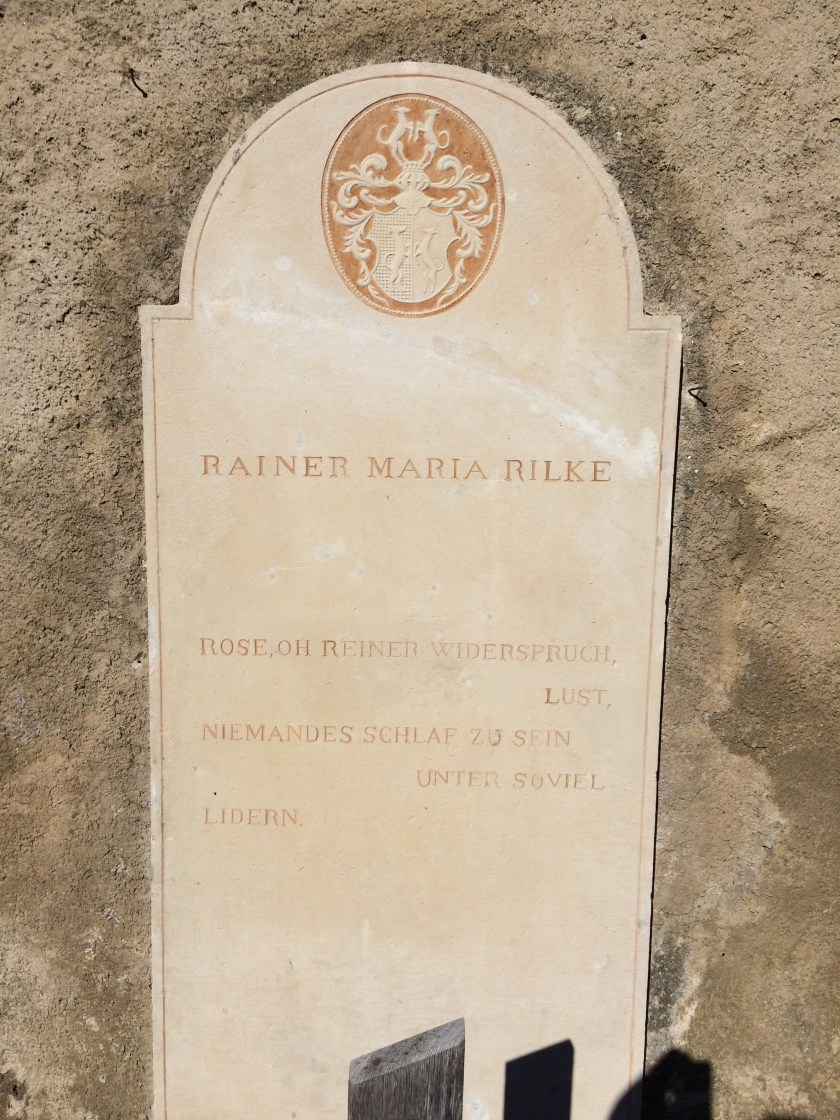 RAINER MARIA RILKE
ROSE, OH REINER WIDERSPRUCH,
LUST,
NIEMANDES SCHLAF ZU SEIN
UNTER SOVIEL
LIDERN.